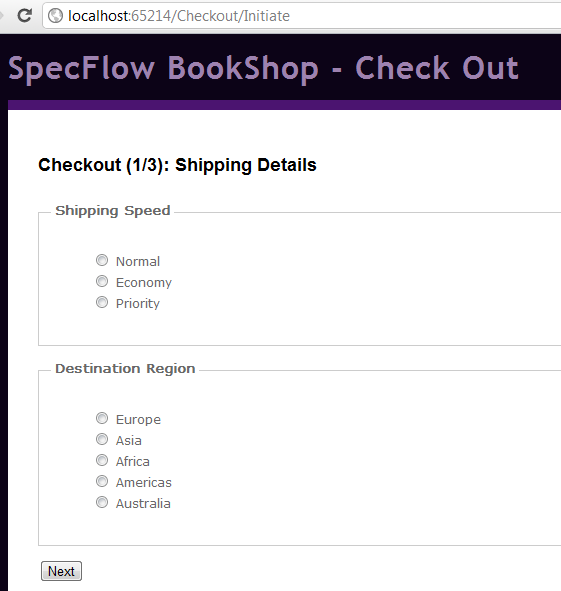 localhost:65214/Checkout/Initiate
SpecFlow BookShop - Check Out
Checkout (1/3): Shipping Details
Shipping Speed
Normal
Economy
Priority
Destination Region
Europe
Asia
Africa
Americas
Australia
Next